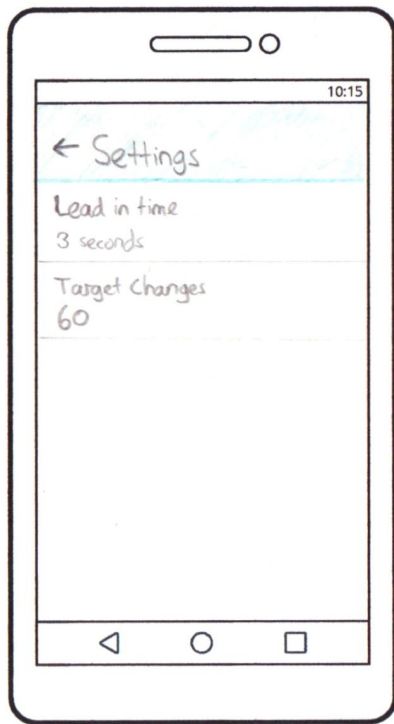 10:15
← Settings
Lead in time
3 seconds
Target Changes
60